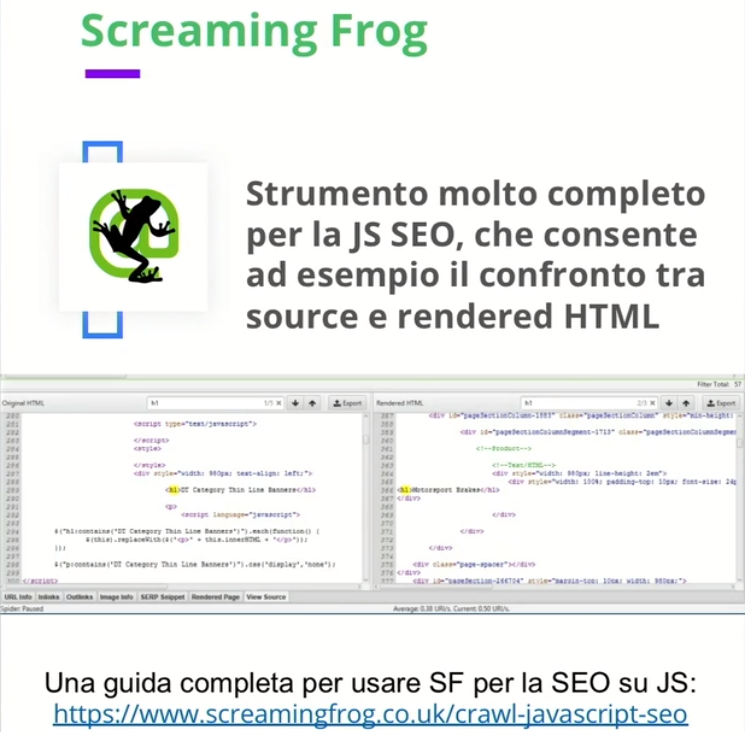 Screaming Frog
Strumento molto completo
per la JS SEO, che consente
ad esempio il confronto tra
source e rendered HTML
Filter Total: 57
Original HTML h1 1/5 Export Rendered HTML h1 2/3 Export
<script type="text/javascript">
</script>
<style>
</style>
<div style="width: 980px; text-align: left;">
<h1>DT Category Thin Line Banners</h1>
<p>
<script language="javascript">
$("h1:contains('DT Category Thin Line Banners')").each(function() {
$(this).replaceWith($('<p>' + this.innerHTML + '</p>'));
});
$("p:contains('DT Category Thin Line Banners')").css('display','none');
</script>
<div id="pageSectionColumn-1883" class="pageSectionColumn" style="min-height:
<div id="pageSectionColumnSegment-1713" class="pageSectionColumnSegmen
<!--Product-->
<!--Text/HTML-->
<div style="width: 980px; line-height: 2em">
<div style="width: 100%; padding-top: 10px; font-size: 24p
<h1>Motorsport Brakes</h1>
</div>
</div>
</div>
</div>
<div class="page-spacer"></div>
</div>
<div id="pageSection-266704" style="margin-top: 10px; width: 980px;">
URL Info Inlinks Outlinks Image Info SERP Snippet Rendered Page View Source
Spider: Paused Average: 0.38 URI/s. Current: 0.50 URI/s.
Una guida completa per usare SF per la SEO su JS:
https://www.screamingfrog.co.uk/crawl-javascript-seo